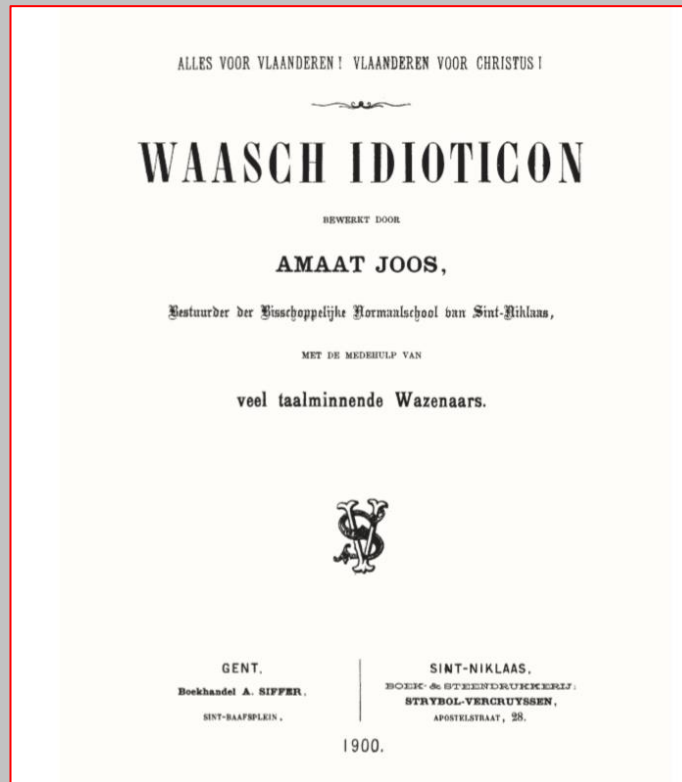 ALLES VOOR VLAANDEREN! VLAANDEREN VOOR CHRISTUS!
WAASCH IDIOTICON
BEWERKT DOOR
AMAAT JOOS,
Bestuurder der Bisschoppelijke Normaalschool van Sint-Niklaas,
MET DE MEDEHULP VAN
veel taalminnende Wazenaars.
SV
GENT,
Boekhandel A. SIFFER,
SINT-BAAFSPLEIN,
SINT-NIKLAAS,
BOEK- & STEENDRUKKERIJ:
STRYBOL-VERCRUYSSEN,
APOSTELSTRAAT, 28.
1900.